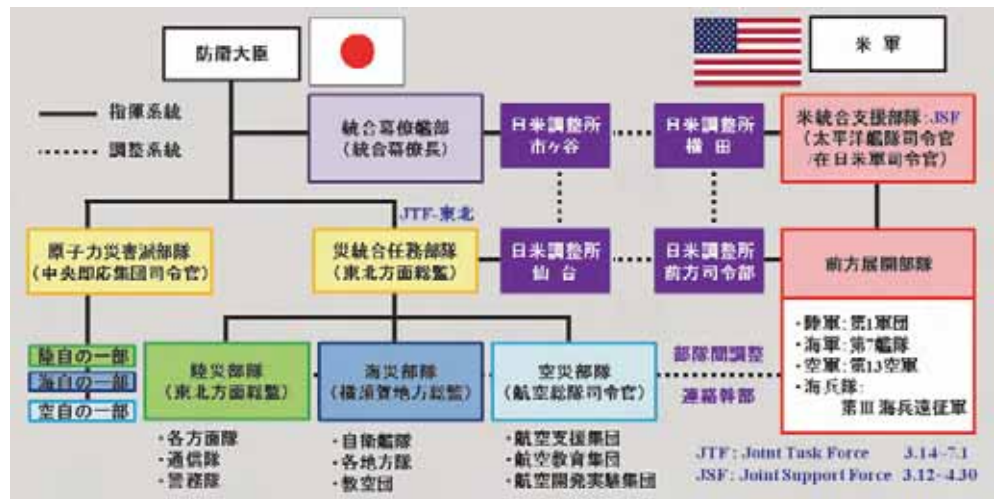 防衛大臣
米軍
指揮系統
調整系統
統合幕僚監部
(統合幕僚長)
日米調整所
市ヶ谷
日米調整所
横田
米統合支援部隊:JSF
(太平洋艦隊司令官
/在日米軍司令官)
JTF-東北
原子力災害派部隊
(中央即応集団司令官)
災統合任務部隊
(東北方面総監)
日米調整所
仙台
日米調整所
前方司令部
前方展開部隊
・陸軍:第1軍団
・海軍:第7艦隊
・空軍:第13空軍
・海兵隊:
第III海兵遠征軍
陸自の一部
海自の一部
空自の一部
陸災部隊
(東北方面総監)
海災部隊
(横須賀地方総監)
空災部隊
(航空総隊司令官)
部隊間調整
連絡幹部
・各方面隊
・通信隊
・警務隊
・自衛艦隊
・各地方隊
・教空団
・航空支援集団
・航空教育集団
・航空開発実験集団
JTF : Joint Task Force 3.14~7.1
JSF : Joint Support Force 3.12~4.30